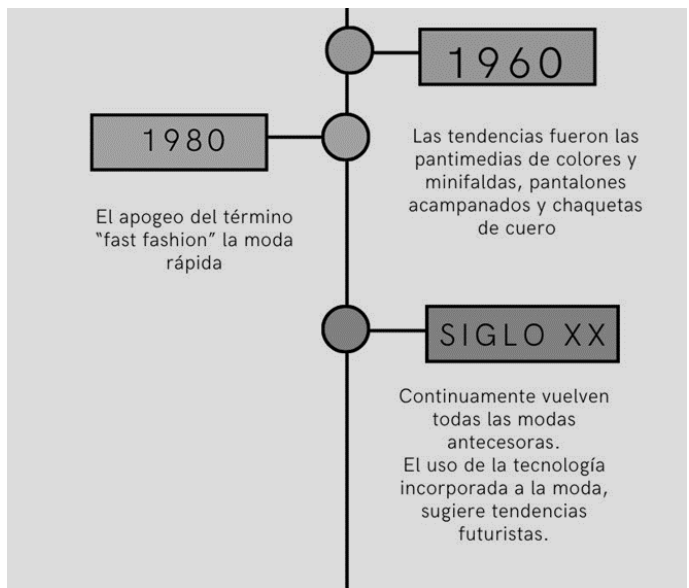 1960
Las tendencias fueron las
pantimedias de colores y
minifaldas, pantalones
acampanados y chaquetas
de cuero
1980
El apogeo del término
"fast fashion" la moda
rápida
SIGLO XX
Continuamente vuelven
todas las modas
antecesoras.
El uso de la tecnología
incorporada a la moda,
sugiere tendencias
futuristas.